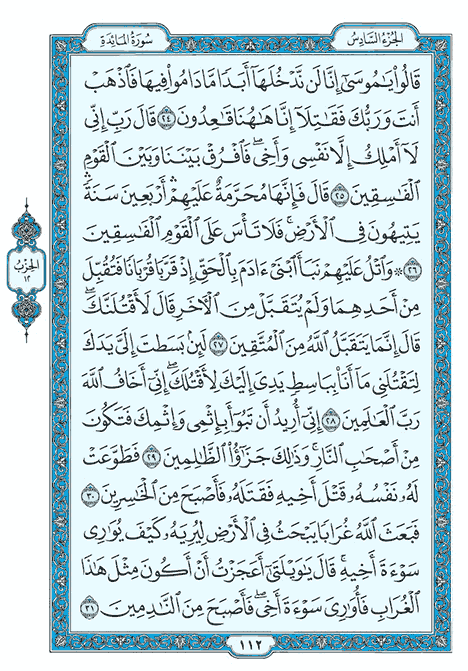 الجزء السادس
سورة المائدة
قَالُوا۟ يَٰمُوسَىٰٓ إِنَّا لَن نَّدْخُلَهَآ أَبَدًا مَّا دَامُوا۟ فِيهَا فَٱذْهَبْ
أَنتَ وَرَبُّكَ فَقَٰتِلَآ إِنَّا هَٰهُنَا قَٰعِدُونَ ٢٤ قَالَ رَبِّ إِنِّى
لَآ أَمْلِكُ إِلَّا نَفْسِى وَأَخِى ۖ فَٱفْرُقْ بَيْنَنَا وَبَيْنَ ٱلْقَوْمِ
ٱلْفَٰسِقِينَ ٢٥ قَالَ فَإِنَّهَا مُحَرَّمَةٌ عَلَيْهِمْ ۛ أَرْبَعِينَ سَنَةً ۛ
يَتِيهُونَ فِى ٱلْأَرْضِ ۚ فَلَا تَأْسَ عَلَى ٱلْقَوْمِ ٱلْفَٰسِقِينَ
٢٦ ۞ وَٱتْلُ عَلَيْهِمْ نَبَأَ ٱبْنَىْ ءَادَمَ بِٱلْحَقِّ إِذْ قَرَّبَا قُرْبَانًا فَتُقُبِّلَ
مِنْ أَحَدِهِمَا وَلَمْ يُتَقَبَّلْ مِنَ ٱلْءَاخَرِ قَالَ لَأَقْتُلَنَّكَ ۖ
قَالَ إِنَّمَا يَتَقَبَّلُ ٱللَّهُ مِنَ ٱلْمُتَّقِينَ ٢٧ لَئِنۢ بَسَطتَ إِلَىَّ يَدَكَ
لِتَقْتُلَنِى مَآ أَنَا۠ بِبَاسِطٍ يَدِىَ إِلَيْكَ لِأَقْتُلَكَ ۖ إِنِّىٓ أَخَافُ ٱللَّهَ
رَبَّ ٱلْعَٰلَمِينَ ٢٨ إِنِّىٓ أُرِيدُ أَن تَبُوٓأَ بِإِثْمِى وَإِثْمِكَ فَتَكُونَ
مِنْ أَصْحَٰبِ ٱلنَّارِ ۚ وَذَٰلِكَ جَزَٰٓؤُا۟ ٱلظَّٰلِمِينَ ٢٩ فَطَوَّعَتْ
لَهُۥ نَفْسُهُۥ قَتْلَ أَخِيهِ فَقَتَلَهُۥ فَأَصْبَحَ مِنَ ٱلْخَٰسِرِينَ ٣٠
فَبَعَثَ ٱللَّهُ غُرَابًا يَبْحَثُ فِى ٱلْأَرْضِ لِيُرِيَهُۥ كَيْفَ يُوَٰرِى
سَوْءَةَ أَخِيهِ ۚ قَالَ يَٰوَيْلَتَىٰٓ أَعَجَزْتُ أَنْ أَكُونَ مِثْلَ هَٰذَا
ٱلْغُرَابِ فَأُوَٰرِىَ سَوْءَةَ أَخِى ۖ فَأَصْبَحَ مِنَ ٱلنَّٰدِمِينَ ٣١
الحزب
١٢
١١٢